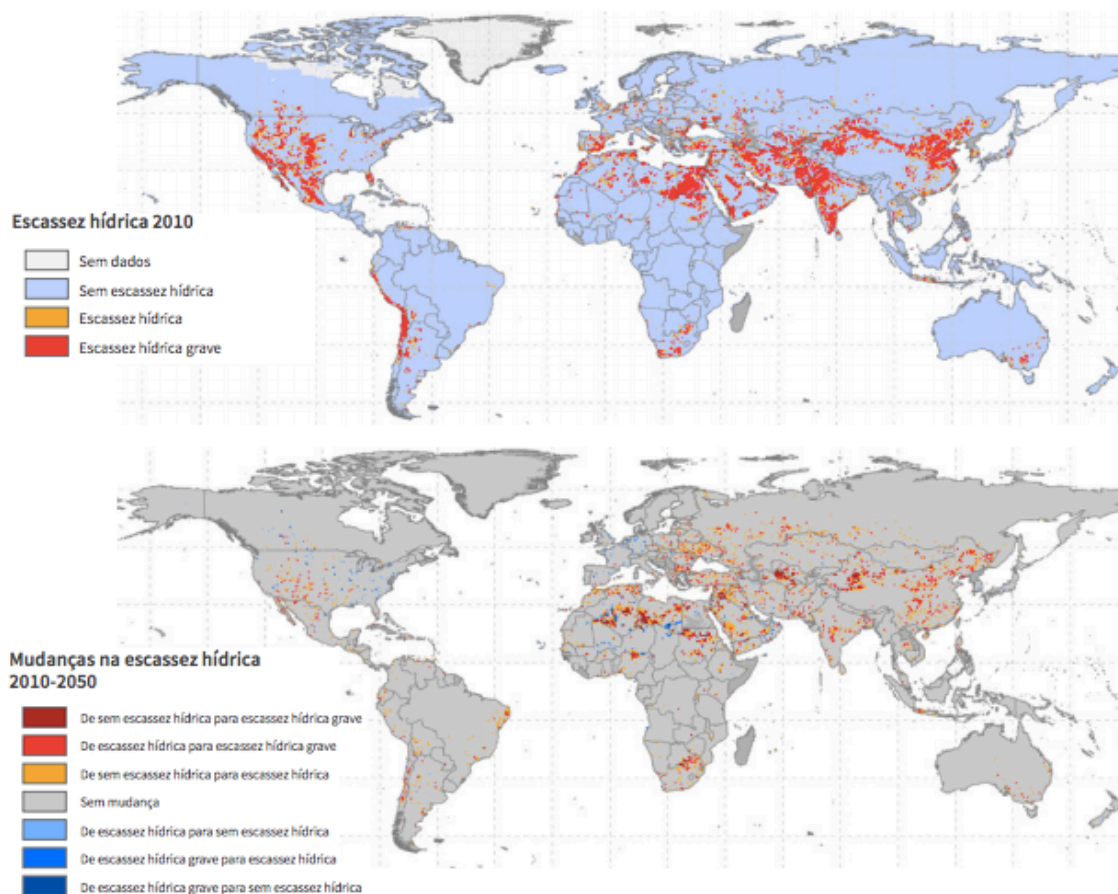 Escassez hídrica 2010
Sem dados
Sem escassez hídrica
Escassez hídrica
Escassez hídrica grave
Mudanças na escassez hídrica
2010-2050
De sem escassez hídrica para escassez hídrica grave
De escassez hídrica para escassez hídrica grave
De sem escassez hídrica para escassez hídrica
Sem mudança
De escassez hídrica para sem escassez hídrica
De escassez hídrica grave para escassez hídrica
De escassez hídrica grave para sem escassez hídrica